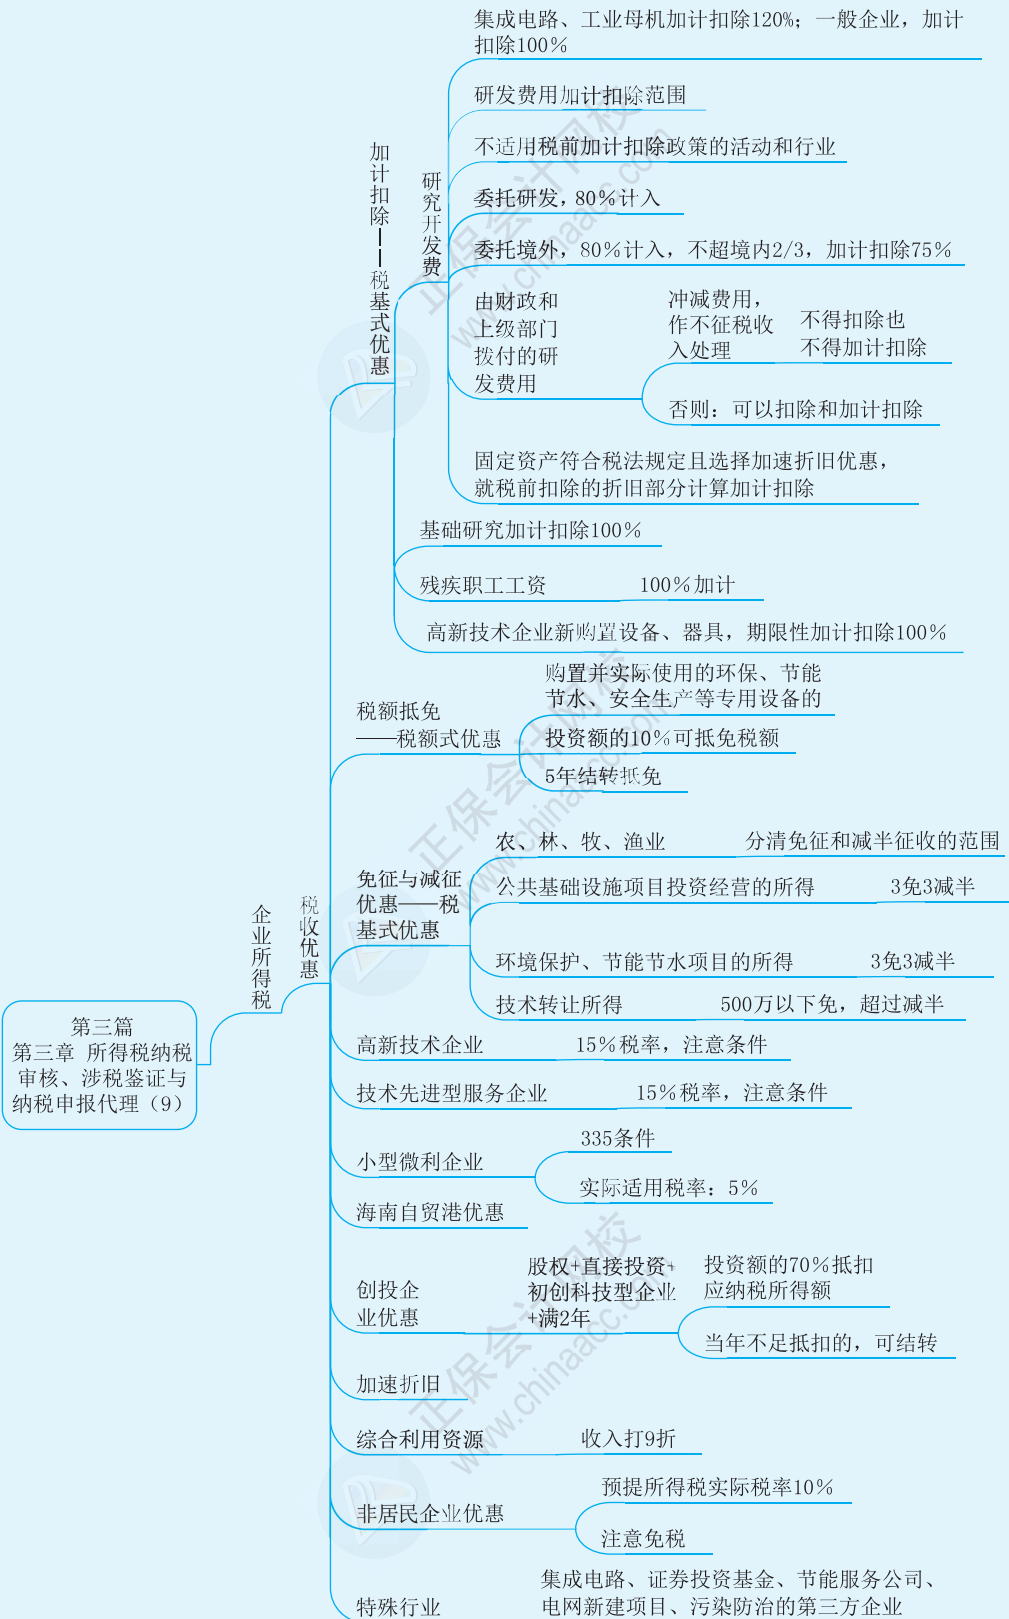 第三篇
第三章 所得税纳税
审核、涉税鉴证与
纳税申报代理（9）
企业所得税
税收优惠
加计扣除——税基式优惠
研究开发费
集成电路、工业母机加计扣除120%；一般企业，加计
扣除100%
研发费用加计扣除范围
不适用税前加计扣除政策的活动和行业
委托研发，80%计入
委托境外，80%计入，不超境内2/3，加计扣除75%
由财政和
上级部门
拨付的研
发费用
冲减费用，
作不征税收
入处理
不得扣除也
不得加计扣除
否则：可以扣除和加计扣除
固定资产符合税法规定且选择加速折旧优惠，
就税前扣除的折旧部分计算加计扣除
基础研究加计扣除100%
残疾职工工资
100%加计
高新技术企业新购置设备、器具，期限性加计扣除100%
税额抵免
——税额式优惠
购置并实际使用的环保、节能
节水、安全生产等专用设备的
投资额的10%可抵免税额
5年结转抵免
免征与减征
优惠——税
基式优惠
农、林、牧、渔业
分清免征和减半征收的范围
公共基础设施项目投资经营的所得
3免3减半
环境保护、节能节水项目的所得
3免3减半
技术转让所得
500万以下免，超过减半
高新技术企业
15%税率，注意条件
技术先进型服务企业
15%税率，注意条件
小型微利企业
335条件
实际适用税率：5%
海南自贸港优惠
创投企
业优惠
股权+直接投资+
初创科技型企业
+满2年
投资额的70%抵扣
应纳税所得额
当年不足抵扣的，可结转
加速折旧
综合利用资源
收入打9折
非居民企业优惠
预提所得税实际税率10%
注意免税
特殊行业
集成电路、证券投资基金、节能服务公司、
电网新建项目、污染防治的第三方企业
正保会计网校
www.chinaacc.com
正保会计网校
www.chinaacc.com
正保会计网校
www.chinaacc.com